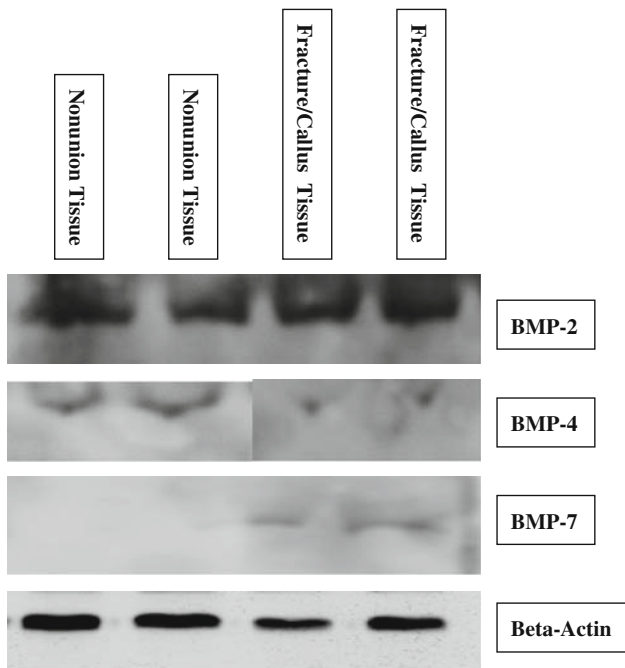 Nonunion Tissue
Nonunion Tissue
Fracture/Callus Tissue
Fracture/Callus Tissue
BMP-2
BMP-4
BMP-7
Beta-Actin